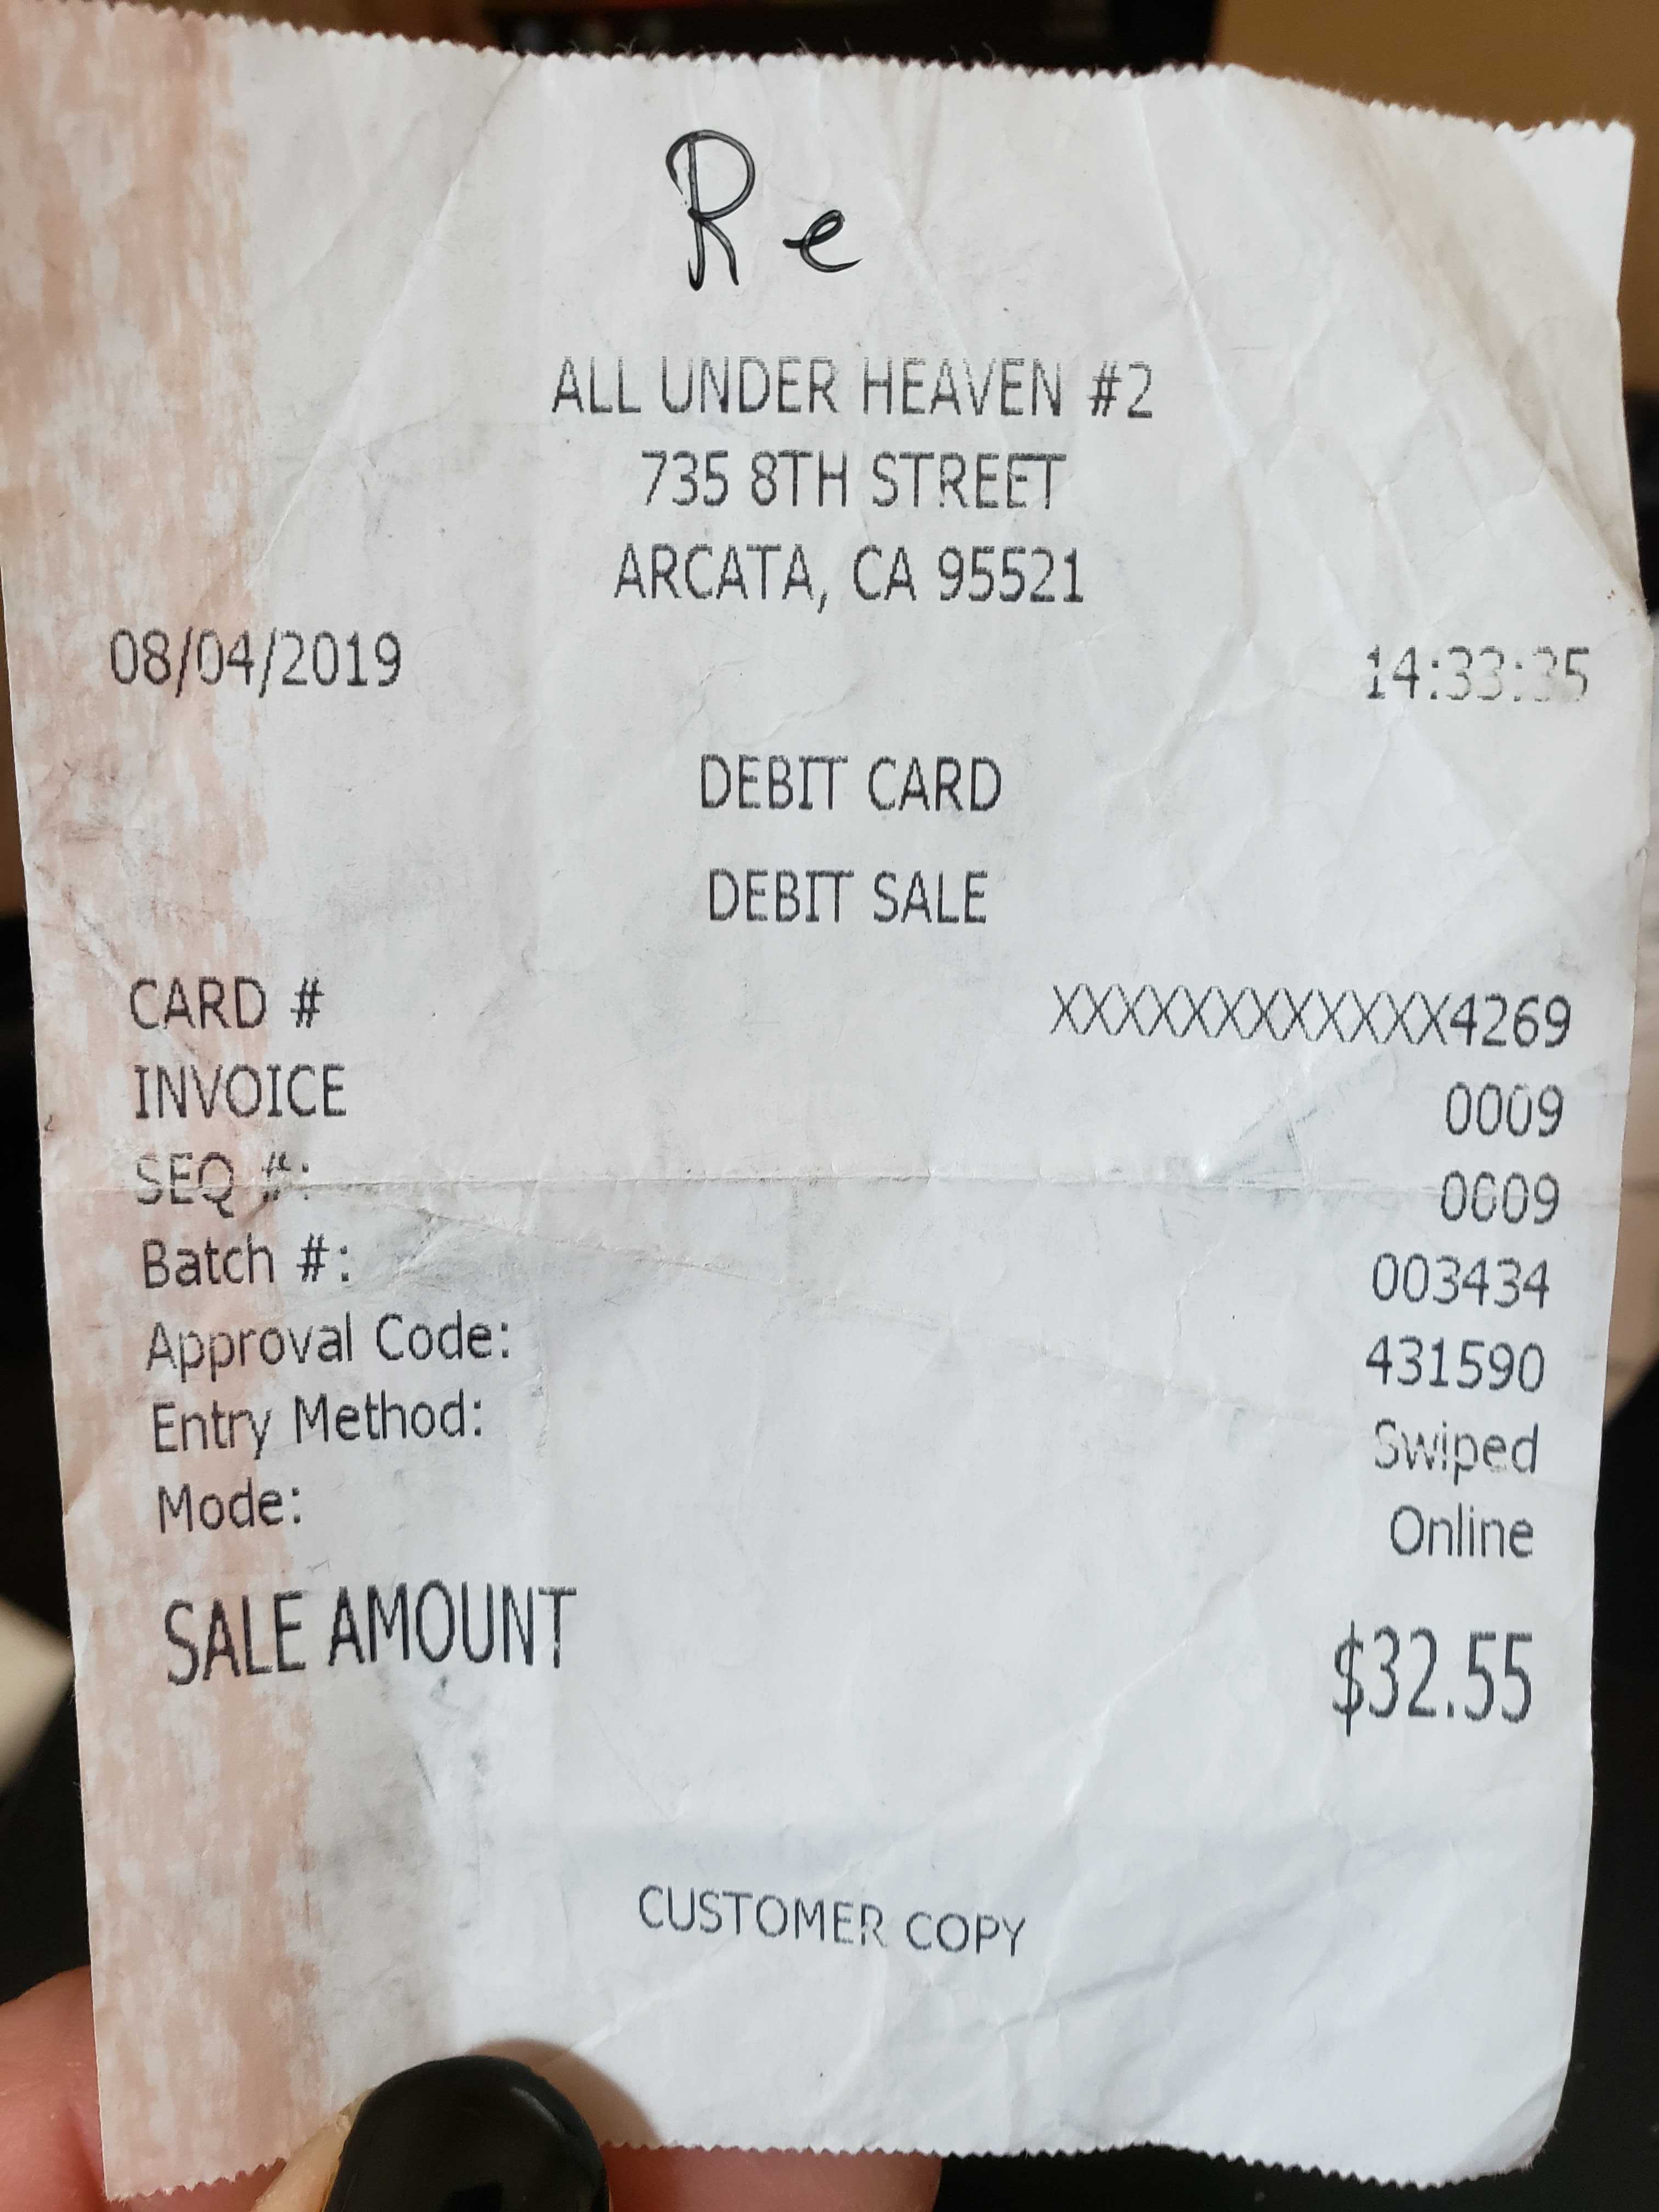 Re
ALL UNDER HEAVEN #2
735 8TH STREET
ARCATA, CA 95521
08/04/2019 14:33:35
DEBIT CARD
DEBIT SALE
CARD # XXXXXXXXXXXX4269
INVOICE 0009
SEQ #: 0009
Batch #: 003434
Approval Code: 431590
Entry Method: Swiped
Mode: Online
SALE AMOUNT $32.55
CUSTOMER COPY